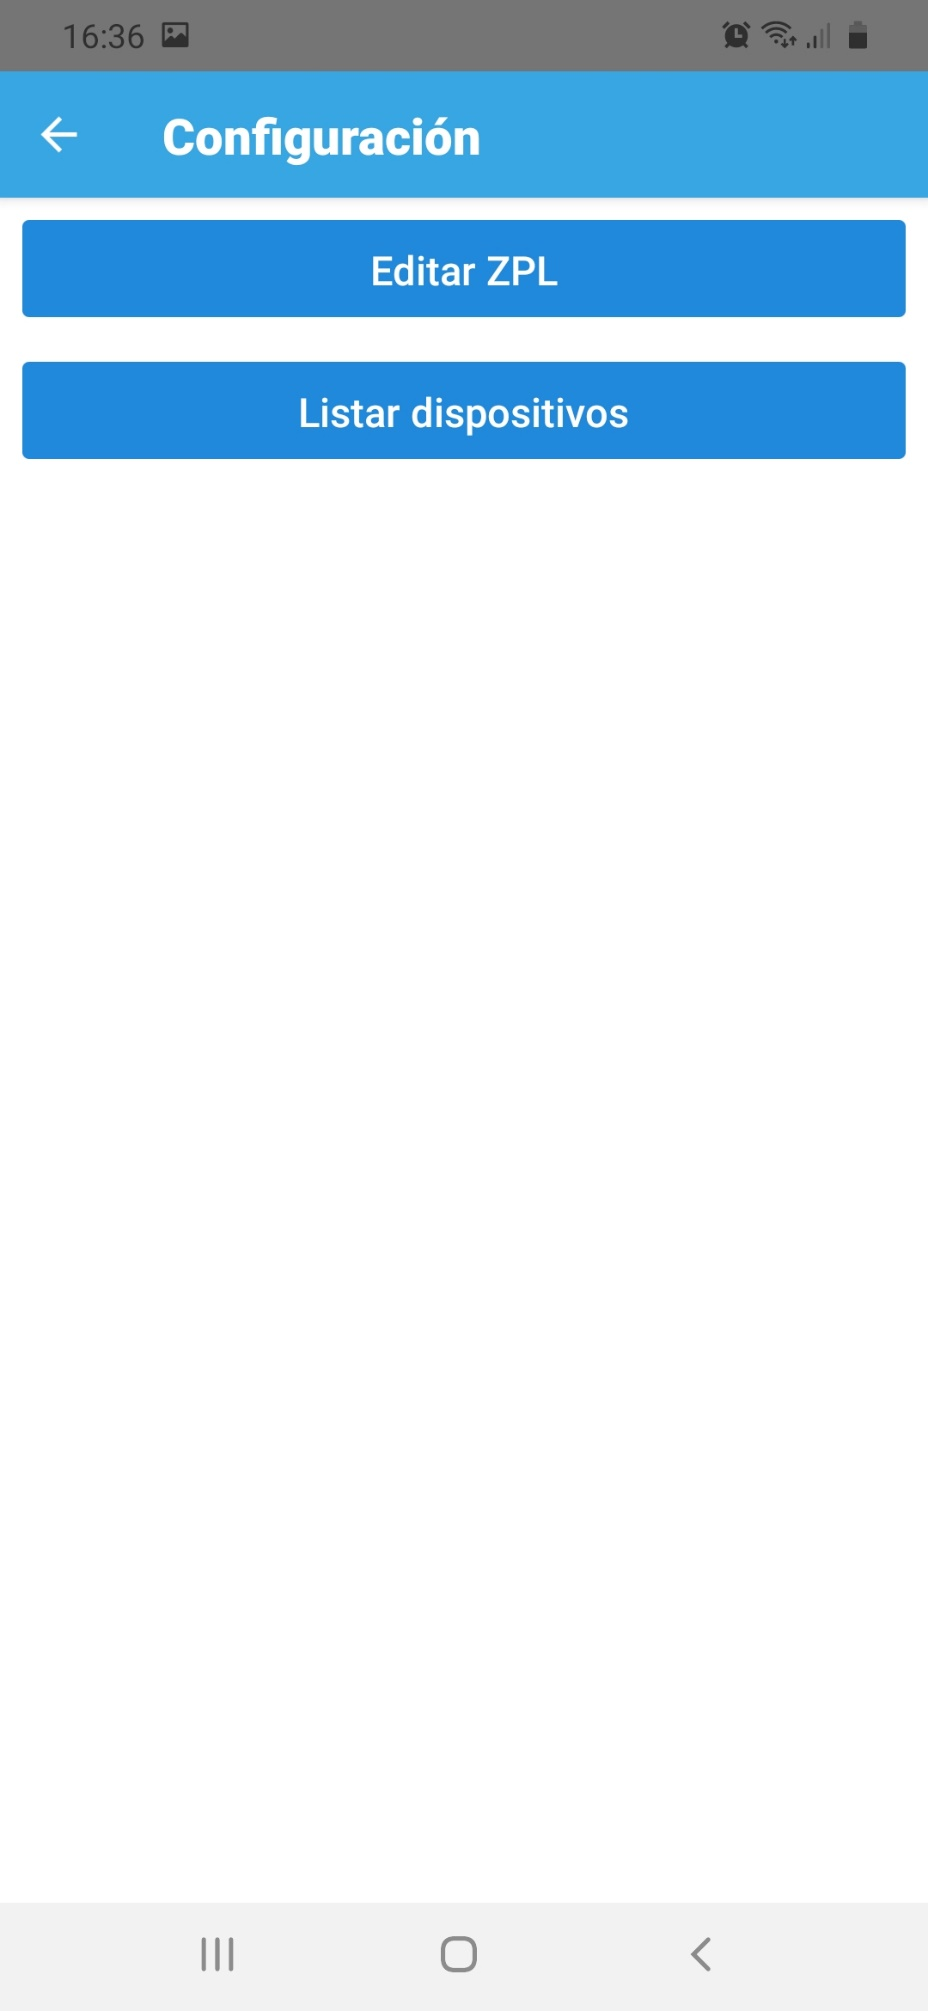 16:36
Configuración
Editar ZPL
Listar dispositivos